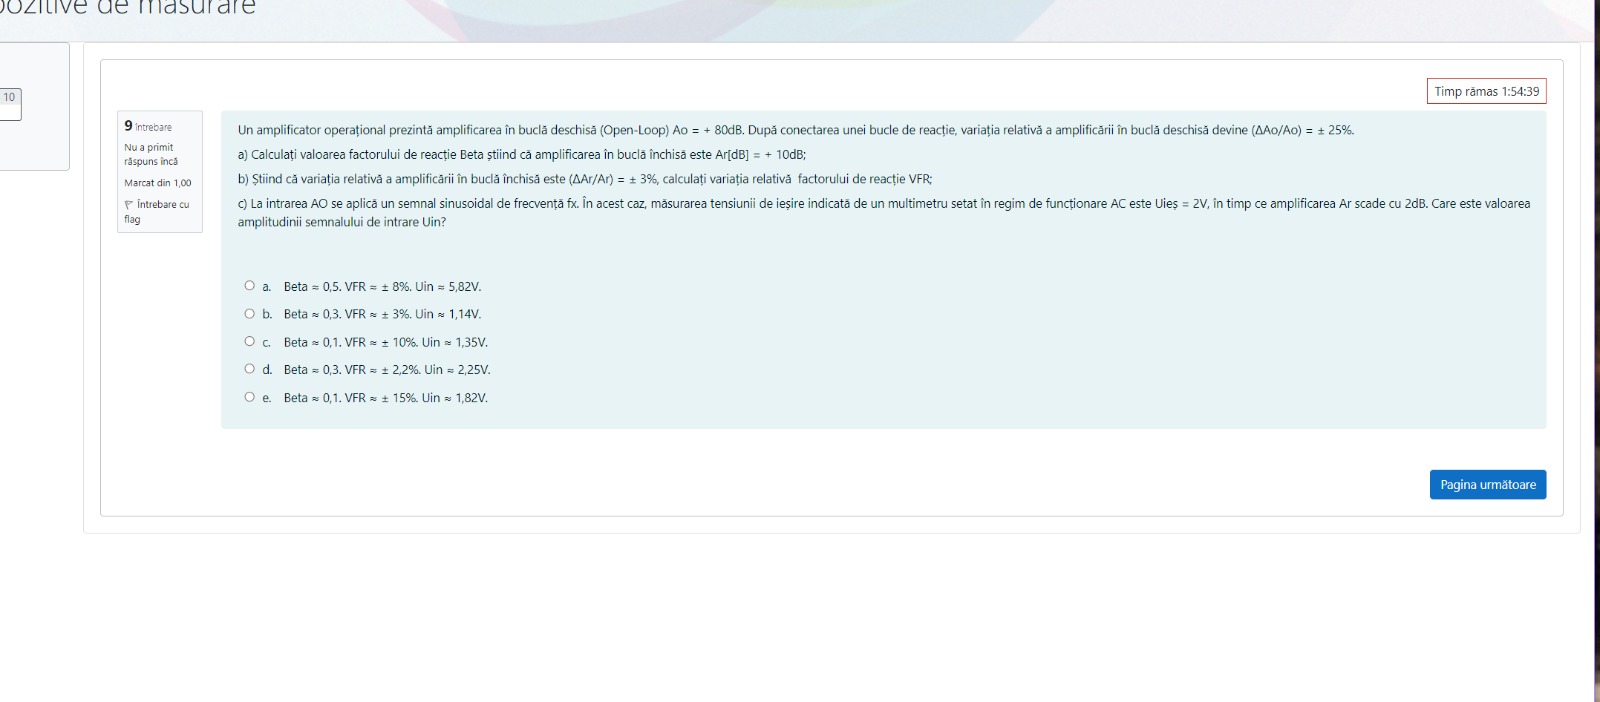 pozitive de măsurare
10
Timp rămas 1:54:39
9 întrebare
Nu a primit
răspuns încă
Marcat din 1,00
Întrebare cu
flag
Un amplificator operațional prezintă amplificarea în buclă deschisă (Open-Loop) Ao = + 80dB. După conectarea unei bucle de reacție, variația relativă a amplificării în buclă deschisă devine (ΔAo/Ao) = ± 25%.
a) Calculați valoarea factorului de reacție Beta știind că amplificarea în buclă închisă este Ar[dB] = + 10dB;
b) Știind că variația relativă a amplificării în buclă închisă este (ΔAr/Ar) = ± 3%, calculați variația relativă factorului de reacție VFR;
c) La intrarea AO se aplică un semnal sinusoidal de frecvență fx. În acest caz, măsurarea tensiunii de ieșire indicată de un multimetru setat în regim de funcționare AC este Uieș = 2V, în timp ce amplificarea Ar scade cu 2dB. Care este valoarea
amplitudinii semnalului de intrare Uin?
a. Beta ≈ 0,5. VFR ≈ ± 8%. Uin ≈ 5,82V.
b. Beta ≈ 0,3. VFR ≈ ± 3%. Uin ≈ 1,14V.
c. Beta ≈ 0,1. VFR ≈ ± 10%. Uin ≈ 1,35V.
d. Beta ≈ 0,3. VFR ≈ ± 2,2%. Uin ≈ 2,25V.
e. Beta ≈ 0,1. VFR ≈ ± 15%. Uin ≈ 1,82V.
Pagina următoare